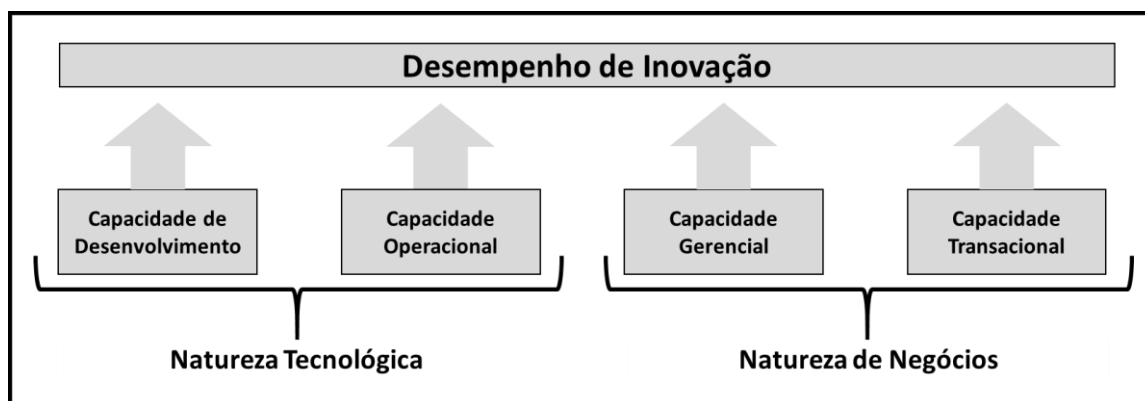 Desempenho de Inovação
Capacidade de
Desenvolvimento
Capacidade
Operacional
Capacidade
Gerencial
Capacidade
Transacional
Natureza Tecnológica
Natureza de Negócios